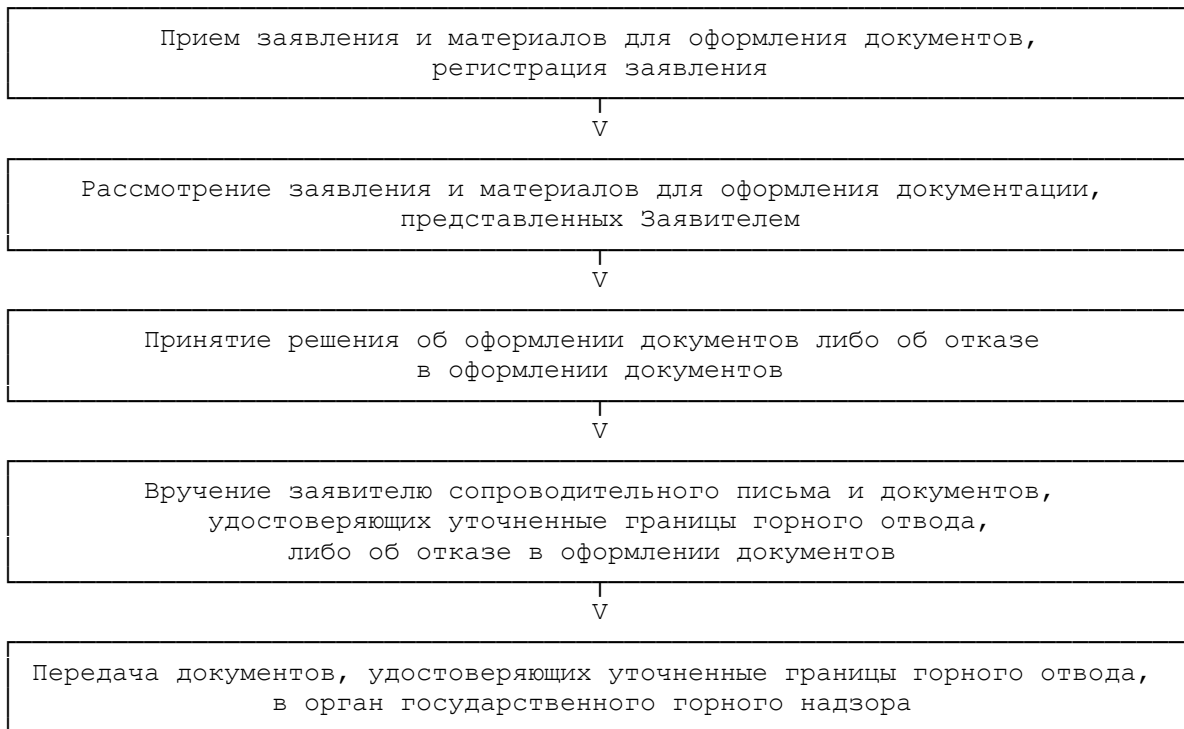 Прием заявления и материалов для оформления документов,
регистрация заявления
V
Рассмотрение заявления и материалов для оформления документации,
представленных Заявителем
V
Принятие решения об оформлении документов либо об отказе
в оформлении документов
V
Вручение заявителю сопроводительного письма и документов,
удостоверяющих уточненные границы горного отвода,
либо об отказе в оформлении документов
V
Передача документов, удостоверяющих уточненные границы горного отвода,
в орган государственного горного надзора